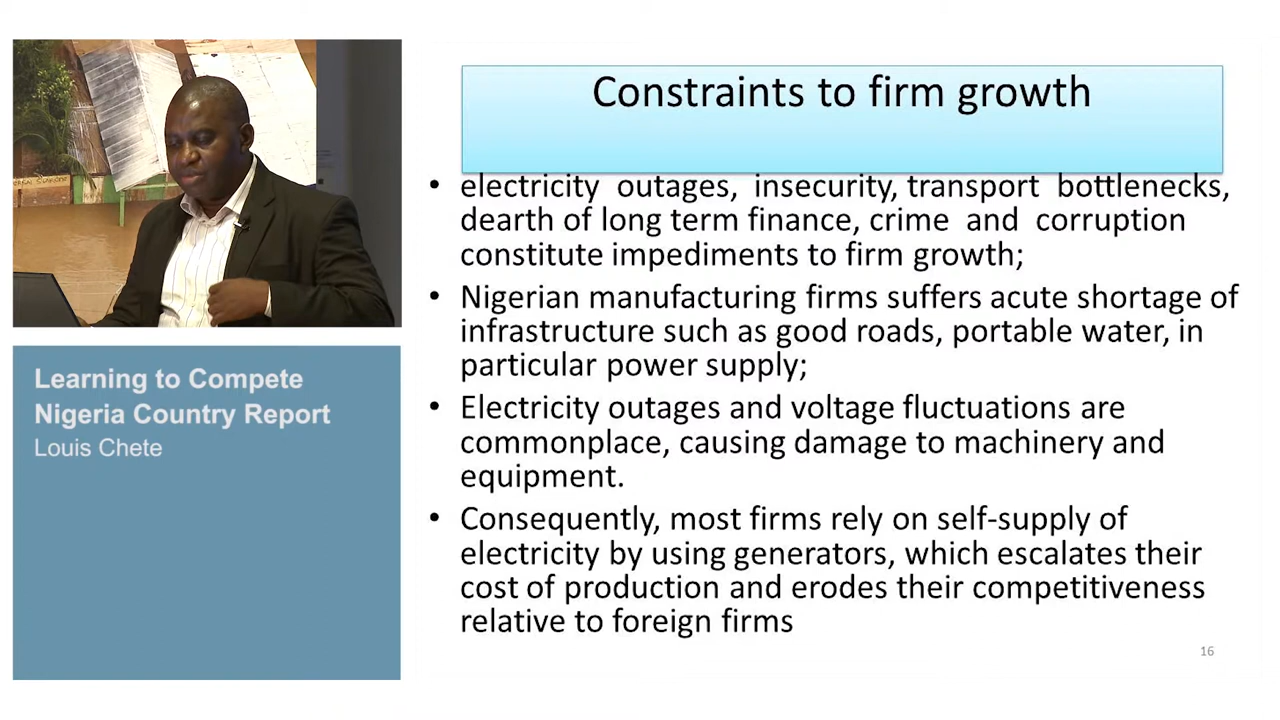 Constraints to firm growth
• electricity outages, insecurity, transport bottlenecks,
dearth of long term finance, crime and corruption
constitute impediments to firm growth;
• Nigerian manufacturing firms suffers acute shortage of
infrastructure such as good roads, portable water, in
particular power supply;
• Electricity outages and voltage fluctuations are
commonplace, causing damage to machinery and
equipment.
• Consequently, most firms rely on self-supply of
electricity by using generators, which escalates their
cost of production and erodes their competitiveness
relative to foreign firms
16
Learning to Compete
Nigeria Country Report
Louis Chete